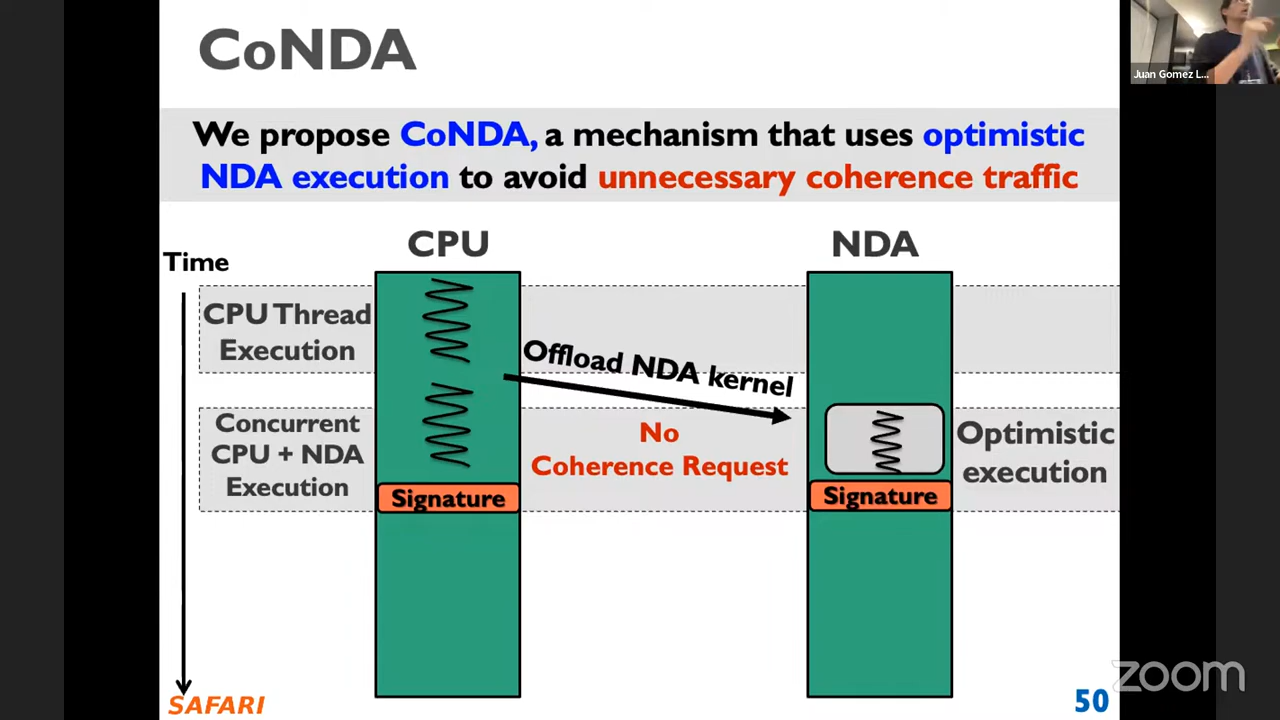 CoNDA
Juan Gomez L...
We propose CoNDA, a mechanism that uses optimistic
NDA execution to avoid unnecessary coherence traffic
CPU
NDA
Time
CPU Thread
Execution
Offload NDA kernel
Concurrent
CPU + NDA
Execution
No
Coherence Request
Optimistic
execution
Signature
Signature
SAFARI
50
zoom